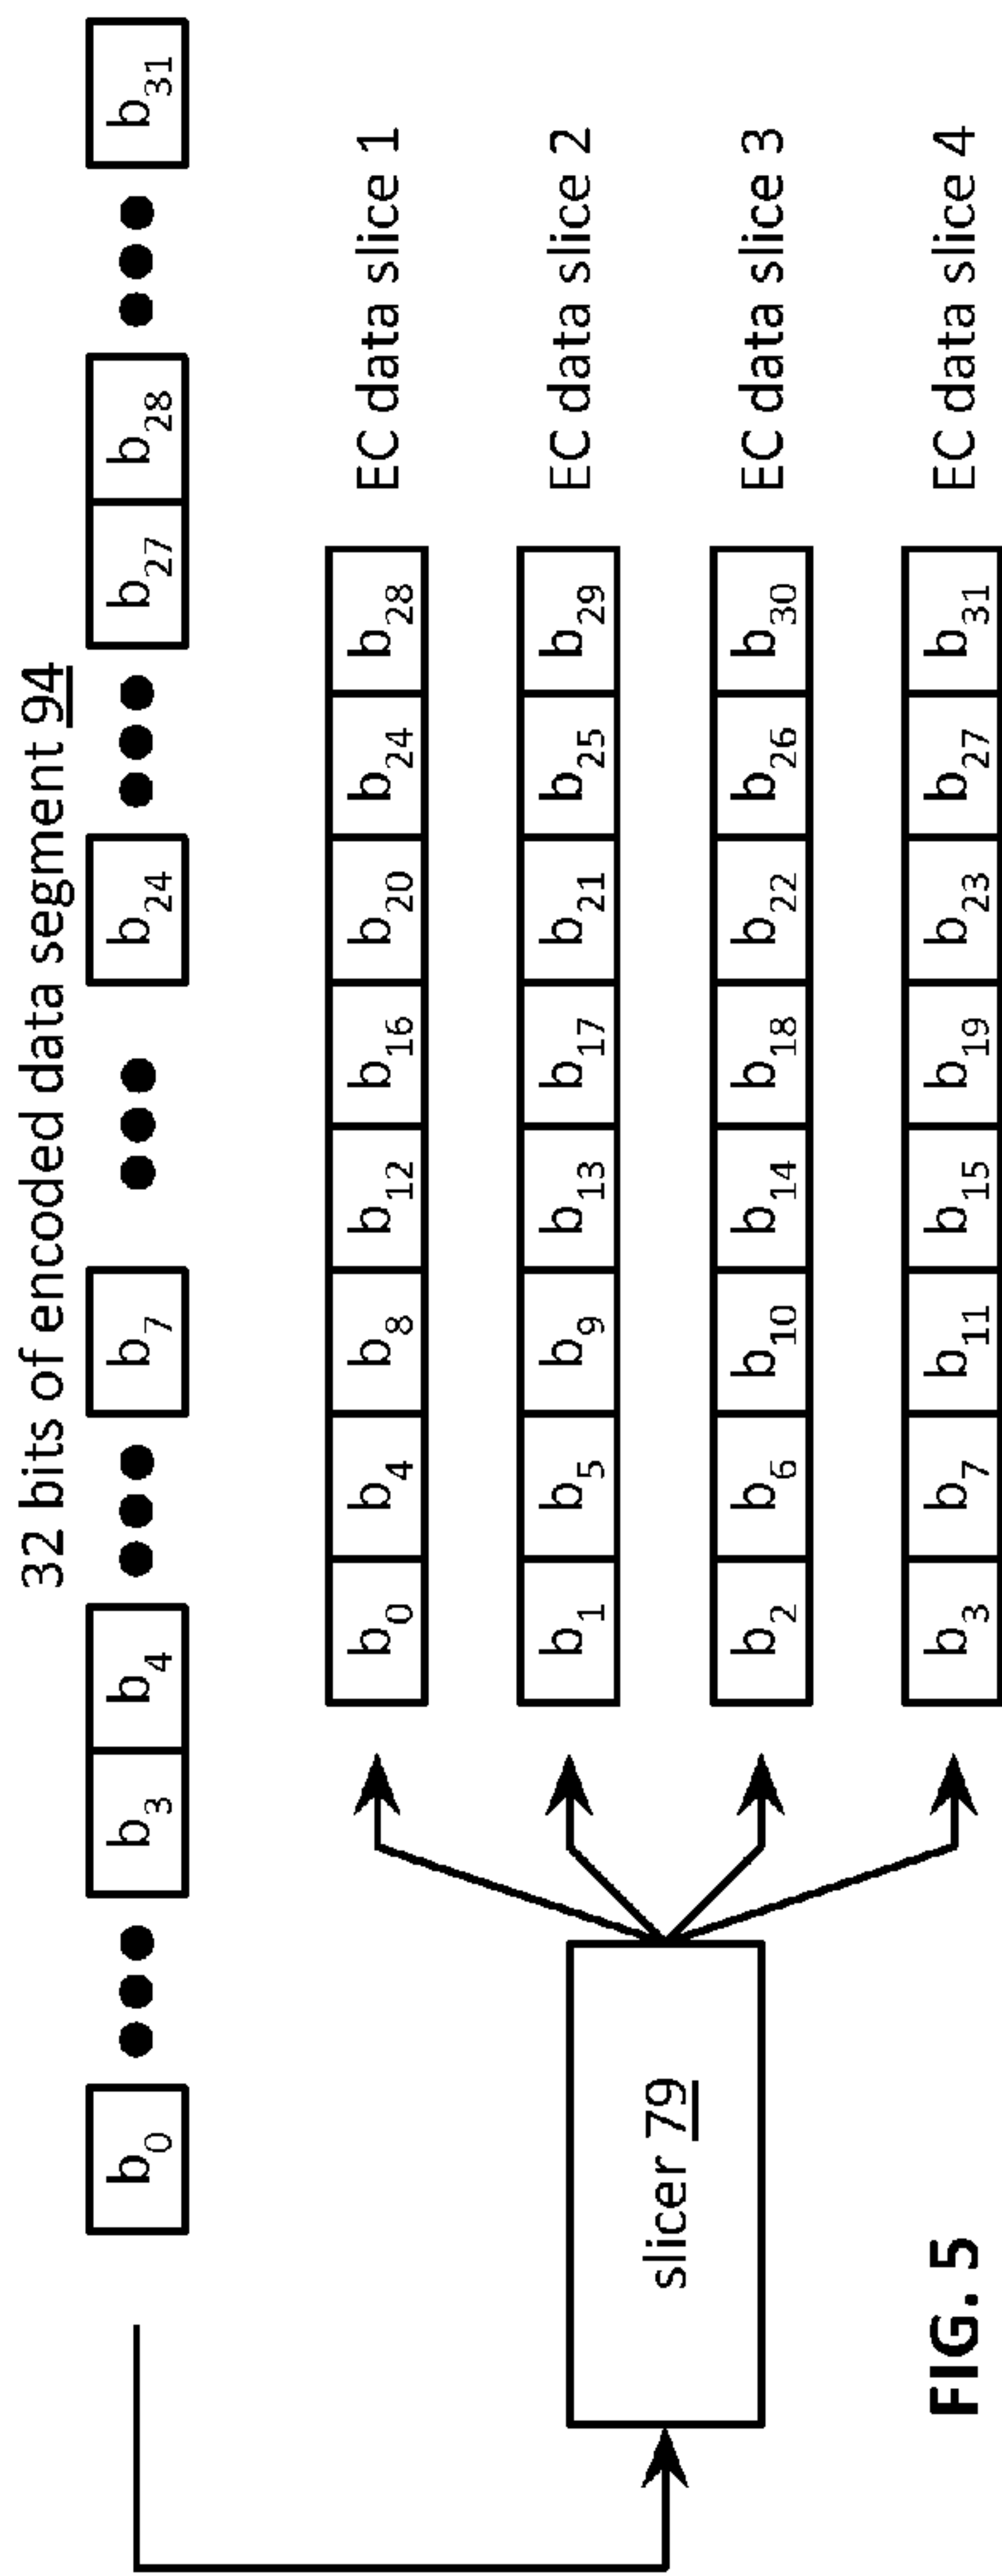 32 bits of encoded data segment 94
b0 b3 b4 b7 b24 b27 b28 b31
b0 b4 b8 b12 b16 b20 b24 b28 EC data slice 1
b1 b5 b9 b13 b17 b21 b25 b29 EC data slice 2
slicer 79
b2 b6 b10 b14 b18 b22 b26 b30 EC data slice 3
b3 b7 b11 b15 b19 b23 b27 b31 EC data slice 4
FIG. 5